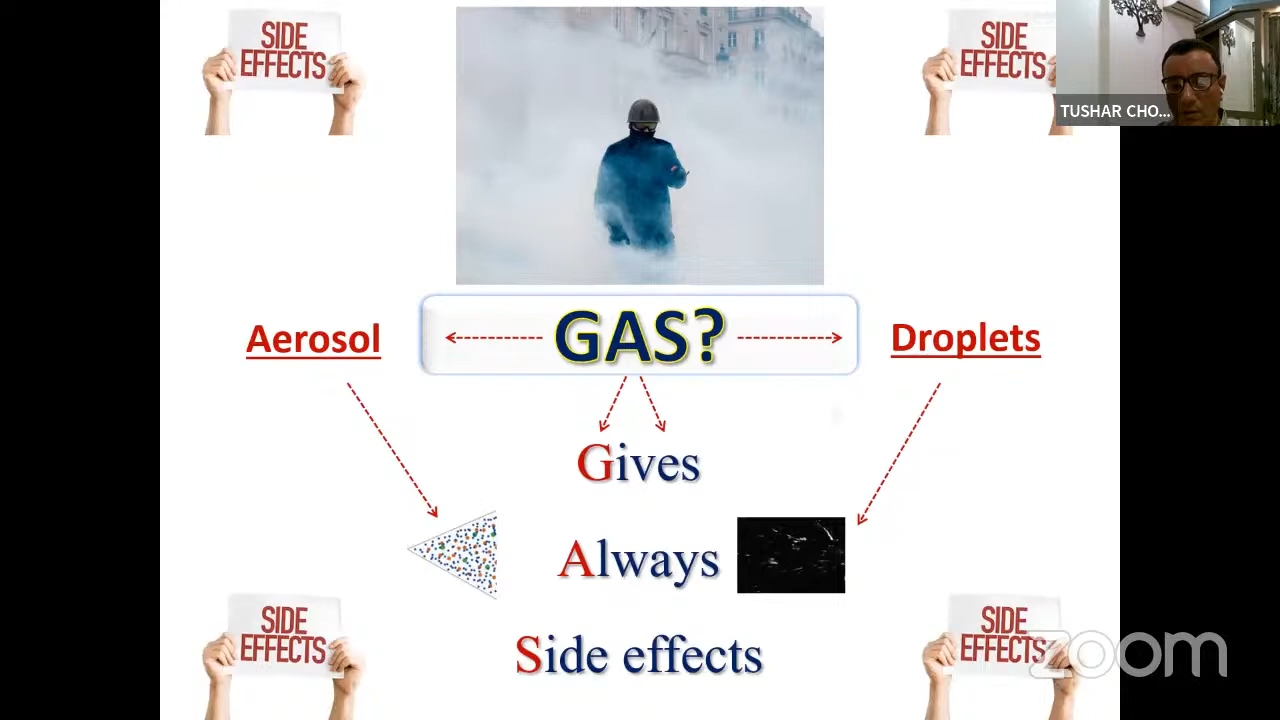 SIDE
EFFECTS
SIDE
EFFECTS
TUSHAR CHO...
Aerosol
GAS?
Droplets
Gives
Always
Side effects
SIDE
EFFECTS
SIDE
EFFECTS
zoom